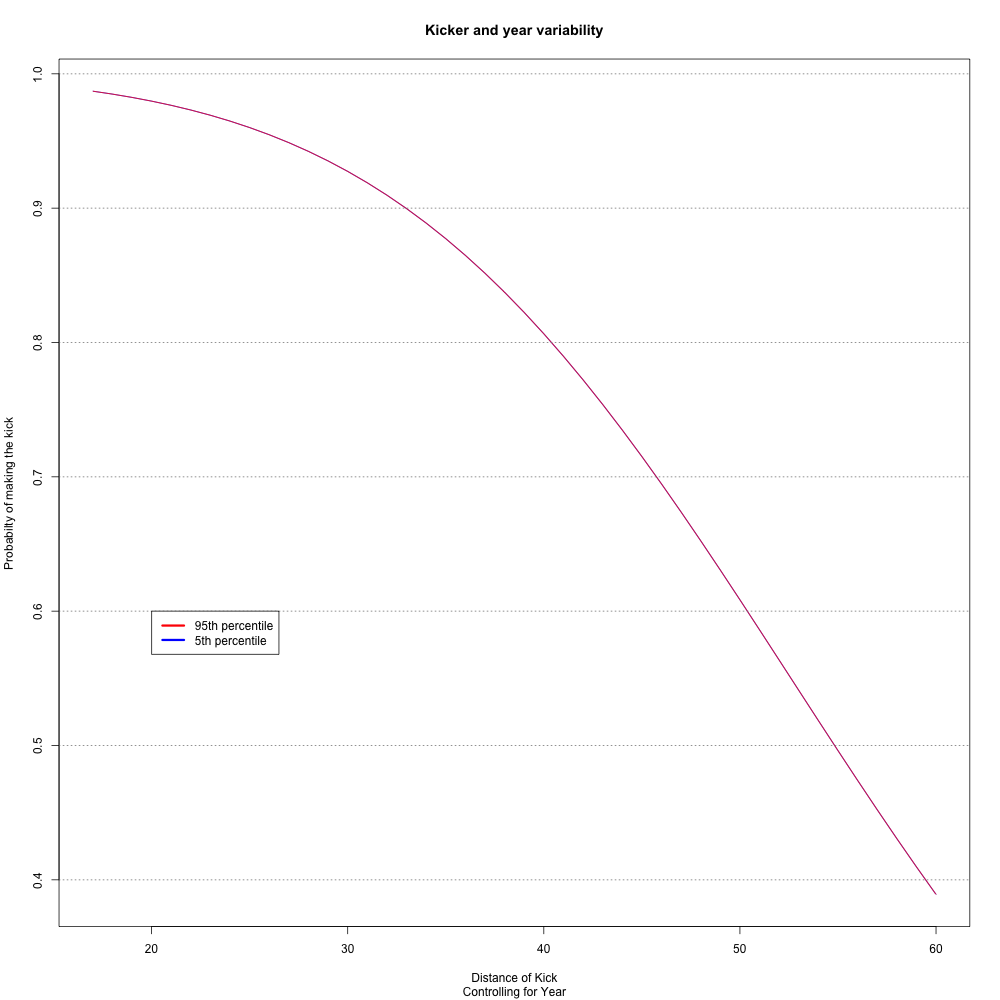 Kicker and year variability
Probabilty of making the kick
1.0
0.9
0.8
0.7
0.6
0.5
0.4
95th percentile
5th percentile
20 30 40 50 60
Distance of Kick
Controlling for Year